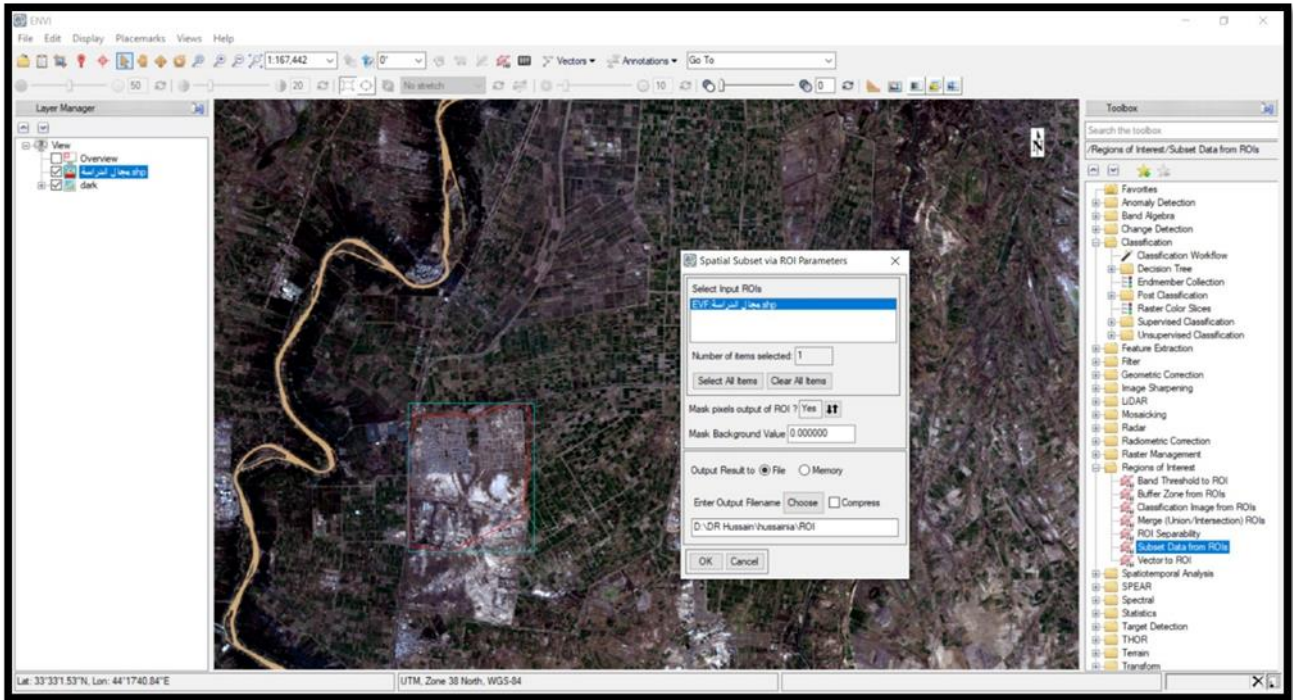 ENVI
File Edit Display Placemarks Views Help
1:167,442 0° Vectors Annotations Go To
50 20 No stretch 10 0
Layer Manager
View
Overview
مجال الدراسة.shp
dark
Spatial Subset via ROI Parameters
Select Input ROIs
EVF: مجال الدراسة.shp
Number of items selected: 1
Select All Items Clear All Items
Mask pixels output of ROI ? Yes
Mask Background Value 0.000000
Output Result to File Memory
Enter Output Filename Choose Compress
D:\DR Hussain\hussainia\ROI
OK Cancel
N
Toolbox
Search the toolbox
/Regions of Interest/Subset Data from ROIs
Favorites
Anomaly Detection
Band Algebra
Change Detection
Classification
Classification Workflow
Decision Tree
Endmember Collection
Post Classification
Raster Color Slices
Supervised Classification
Unsupervised Classification
Feature Extraction
Filter
Geometric Correction
Image Sharpening
LiDAR
Mosaicking
Radar
Radiometric Correction
Raster Management
Regions of Interest
Band Threshold to ROI
Buffer Zone from ROIs
Classification Image from ROIs
Merge (Union/Intersection) ROIs
ROI Separability
Subset Data from ROIs
Vector to ROI
Spatiotemporal Analysis
SPEAR
Spectral
Statistics
Target Detection
THOR
Terrain
Transform
Lat: 33°33'1.53"N, Lon: 44°17'40.84"E UTM, Zone 38 North, WGS-84